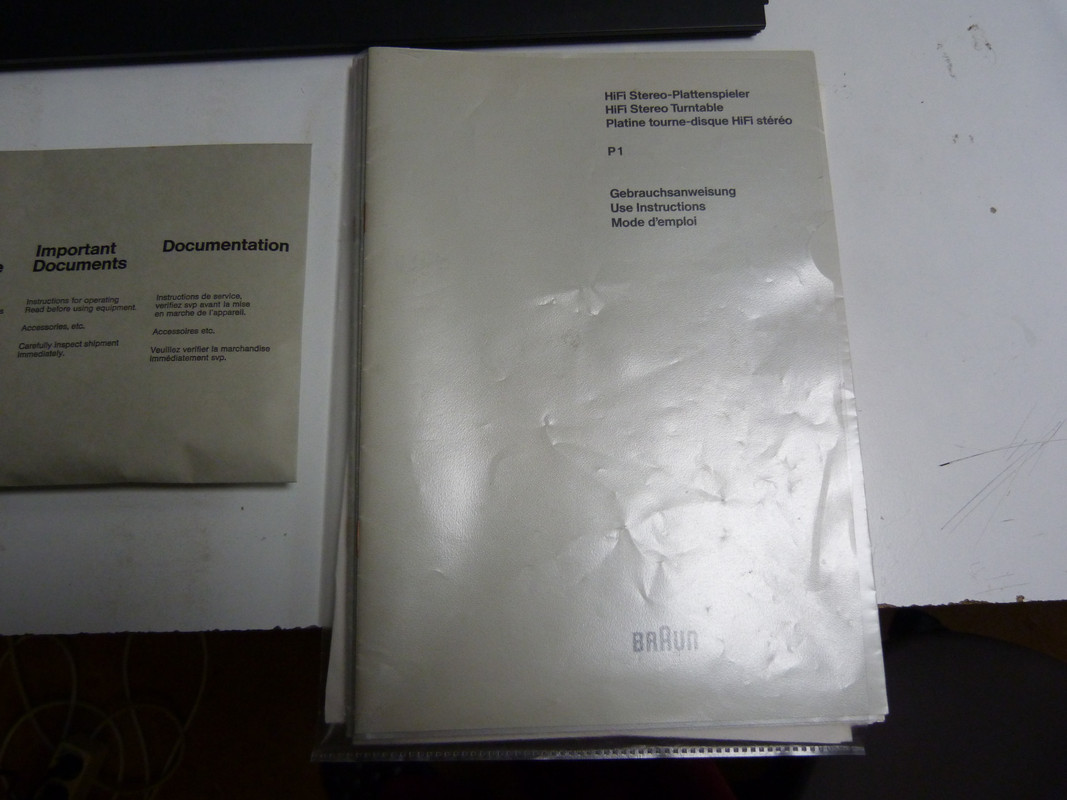 Important
Documents
Instructions for operating
Read before using equipment.
Accessories, etc.
Carefully inspect shipment
immediately.
Documentation
Instructions de service,
verifiez svp avant la mise
en marche de l'appareil.
Accessoires etc.
Veuillez verifier la marchandise
immédiatement svp.
HiFi Stereo-Plattenspieler
HiFi Stereo Turntable
Platine tourne-disque HiFi stéréo
P 1
Gebrauchsanweisung
Use Instructions
Mode d'emploi
BRAUN